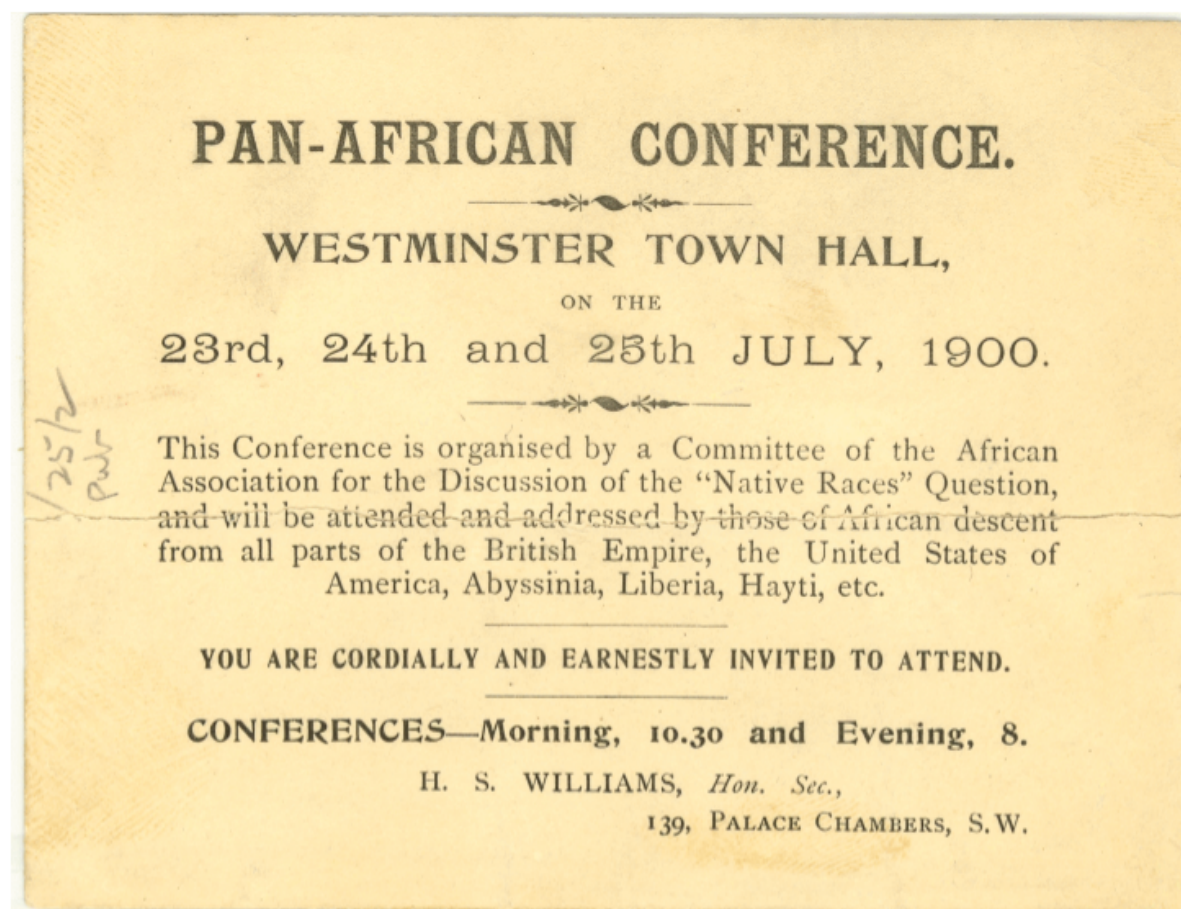 PAN-AFRICAN CONFERENCE.
WESTMINSTER TOWN HALL,
ON THE
23rd, 24th and 25th JULY, 1900.
This Conference is organised by a Committee of the African
Association for the Discussion of the “Native Races” Question,
and will be attended and addressed by those of African descent
from all parts of the British Empire, the United States of
America, Abyssinia, Liberia, Hayti, etc.
YOU ARE CORDIALLY AND EARNESTLY INVITED TO ATTEND.
CONFERENCES—Morning, 10.30 and Evening, 8.
H. S. WILLIAMS, Hon. Sec.,
139, PALACE CHAMBERS, S.W.